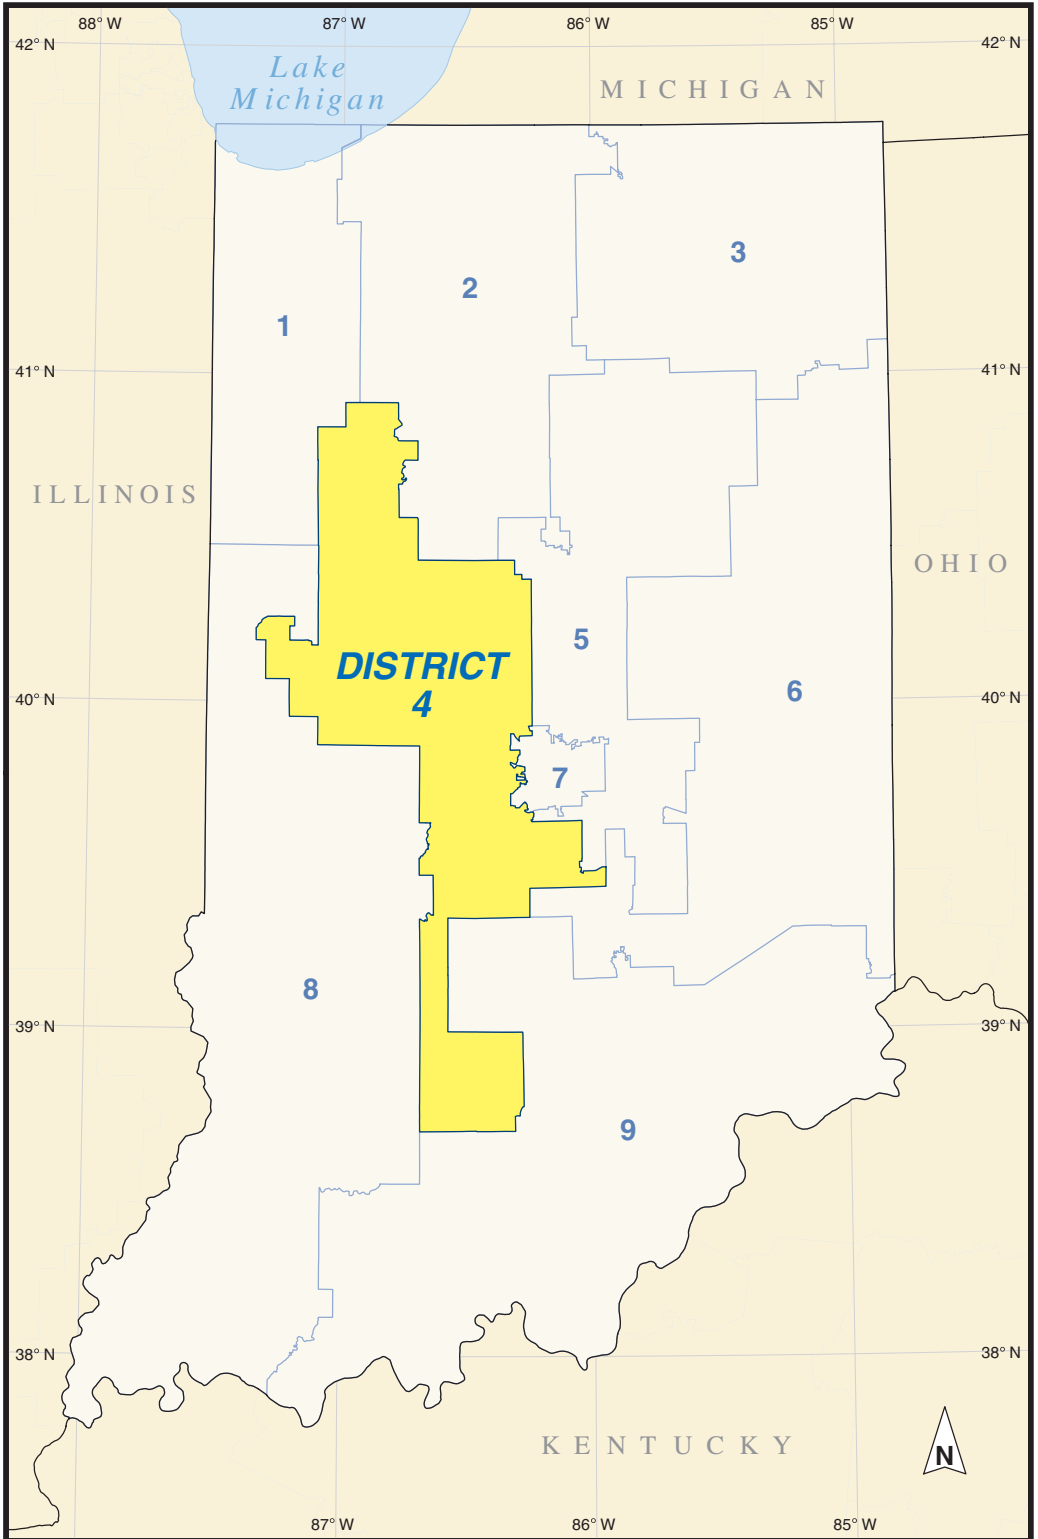 88° W
87° W
86° W
85° W
42° N
42° N
Lake
Michigan
MICHIGAN
3
2
1
41° N
41° N
ILLINOIS
OHIO
5
DISTRICT
4
6
40° N
40° N
7
8
39° N
39° N
9
38° N
38° N
KENTUCKY
N
87° W
86° W
85° W